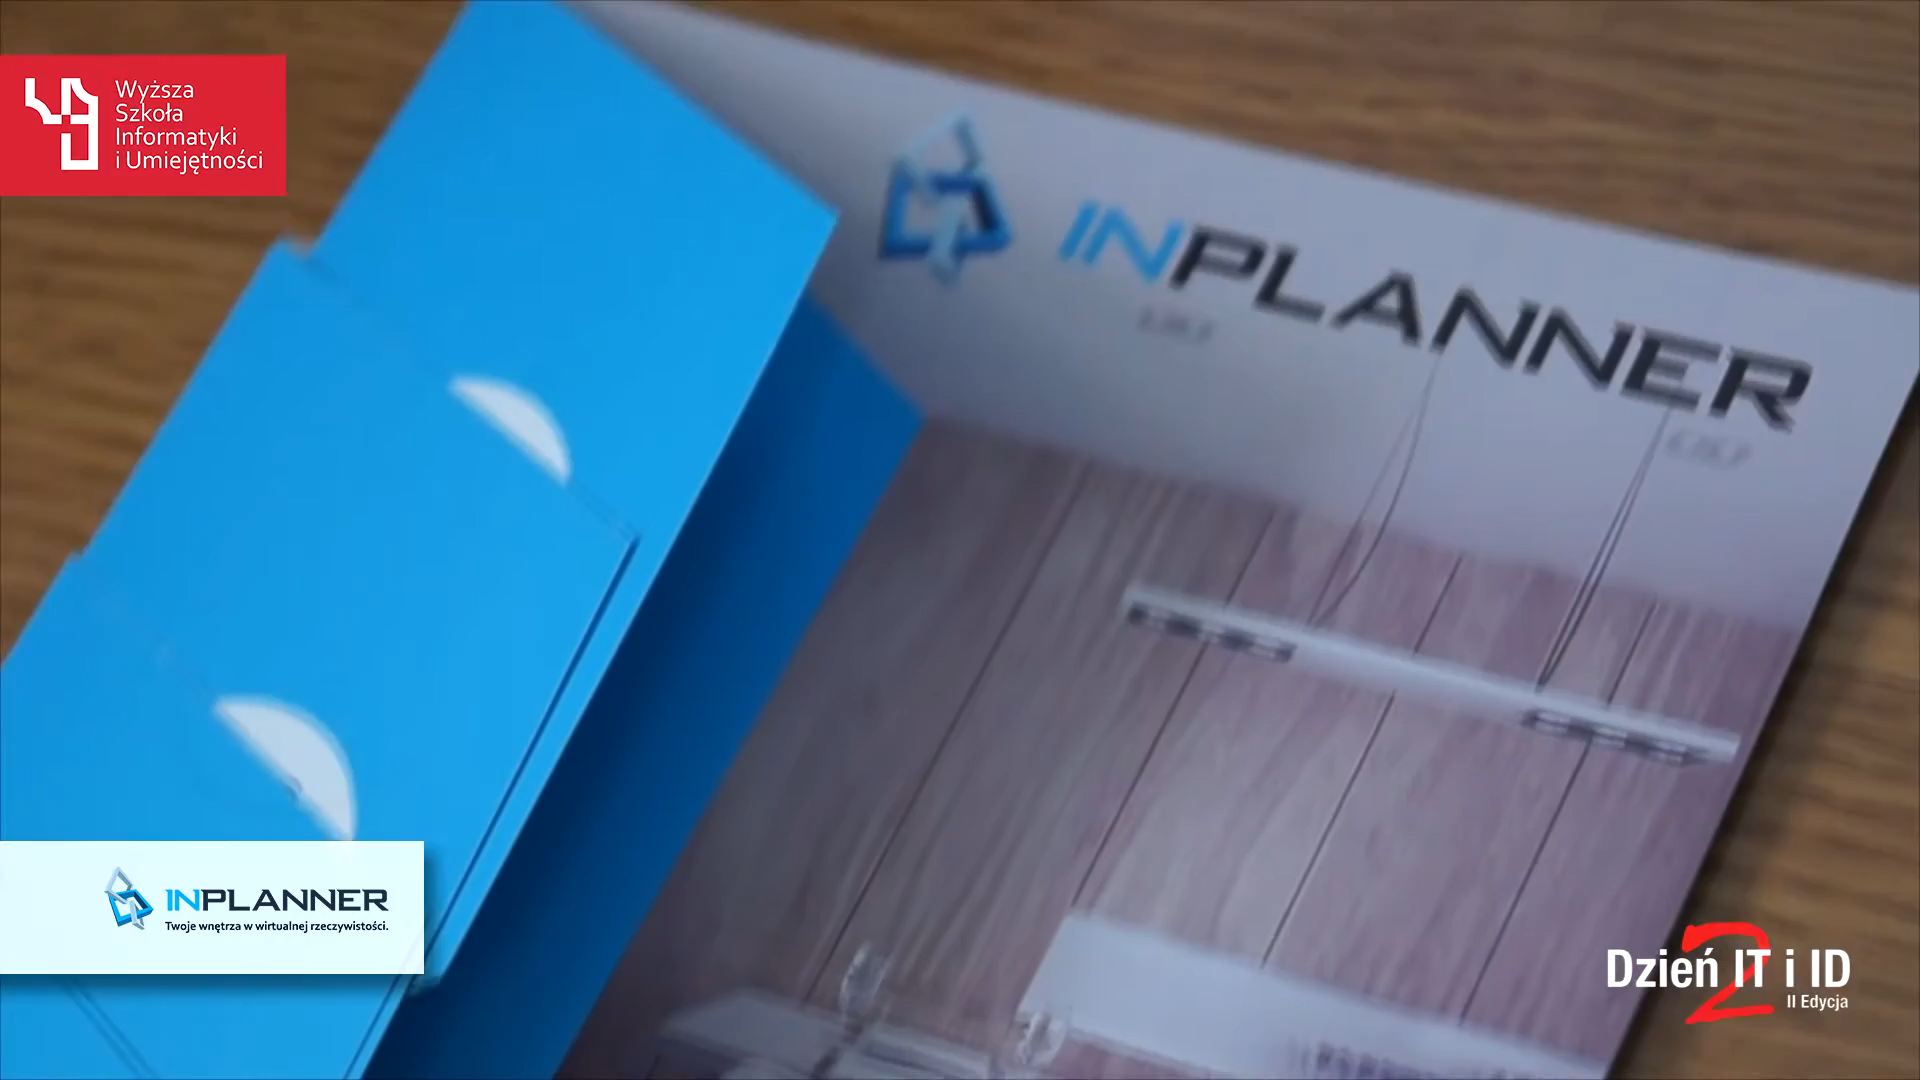 Wyższa
Szkoła
Informatyki
i Umiejętności
INPLANNER
INPLANNER
Twoje wnętrza w wirtualnej rzeczywistości.
Dzień IT i ID
2
II Edycja